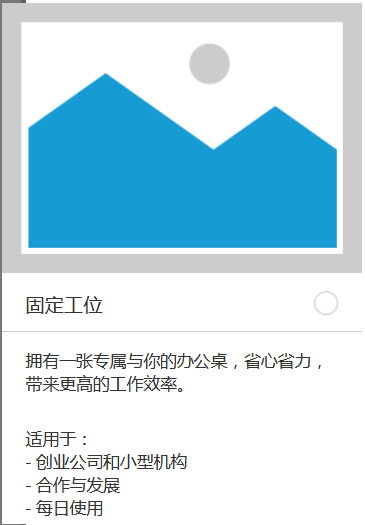 固定工位
拥有一张专属与你的办公桌，省心省力，
带来更高的工作效率。
适用于：
- 创业公司和小型机构
- 合作与发展
- 每日使用